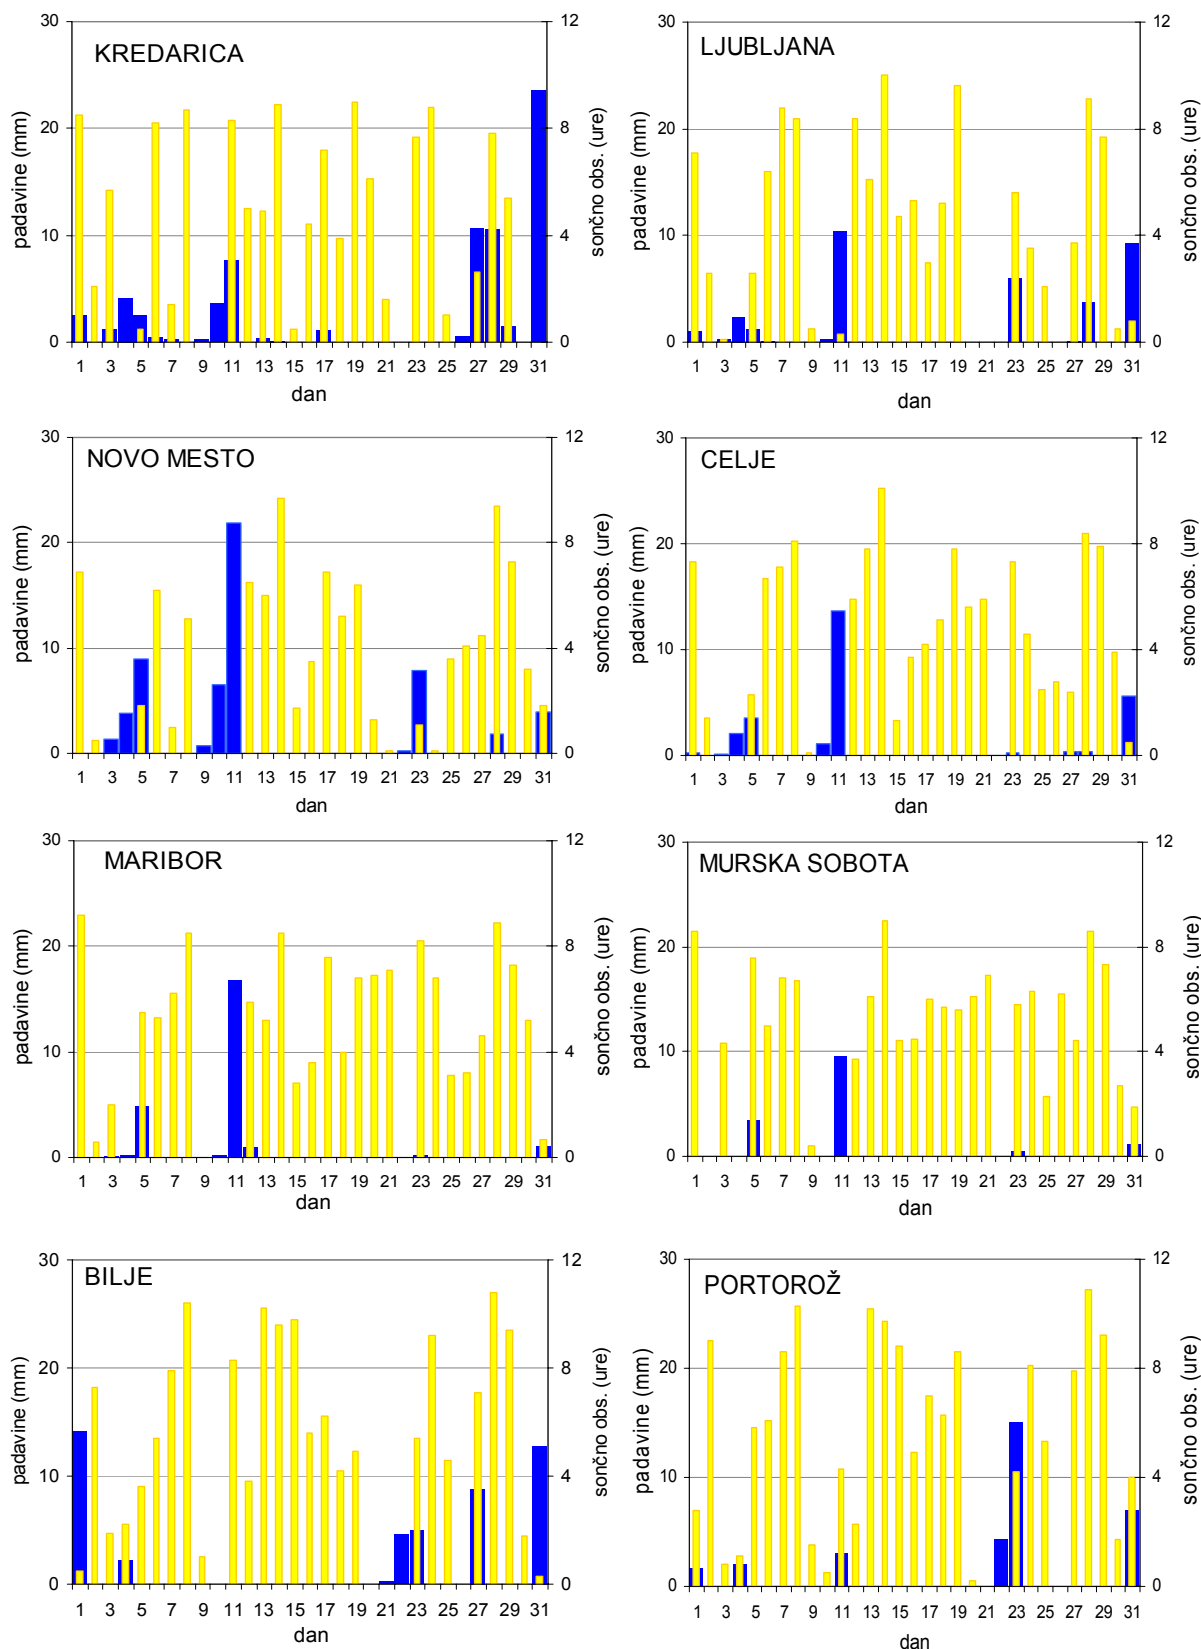 KREDARICA
padavine (mm)
30
20
10
0
12
8
4
0
sončno obs. (ure)
1 3 5 7 9 11 13 15 17 19 21 23 25 27 29 31
dan
LJUBLJANA
padavine (mm)
30
20
10
0
12
8
4
0
sončno obs. (ure)
1 3 5 7 9 11 13 15 17 19 21 23 25 27 29 31
dan
NOVO MESTO
padavine (mm)
30
20
10
0
12
8
4
0
sončno obs. (ure)
1 3 5 7 9 11 13 15 17 19 21 23 25 27 29 31
dan
CELJE
padavine (mm)
30
20
10
0
12
8
4
0
sončno obs. (ure)
1 3 5 7 9 11 13 15 17 19 21 23 25 27 29 31
dan
MARIBOR
padavine (mm)
30
20
10
0
12
8
4
0
sončno obs. (ure)
1 3 5 7 9 11 13 15 17 19 21 23 25 27 29 31
dan
MURSKA SOBOTA
padavine (mm)
30
20
10
0
12
8
4
0
sončno obs. (ure)
1 3 5 7 9 11 13 15 17 19 21 23 25 27 29 31
dan
BILJE
padavine (mm)
30
20
10
0
12
8
4
0
sončno obs. (ure)
1 3 5 7 9 11 13 15 17 19 21 23 25 27 29 31
dan
PORTOROŽ
padavine (mm)
30
20
10
0
12
8
4
0
sončno obs. (ure)
1 3 5 7 9 11 13 15 17 19 21 23 25 27 29 31
dan